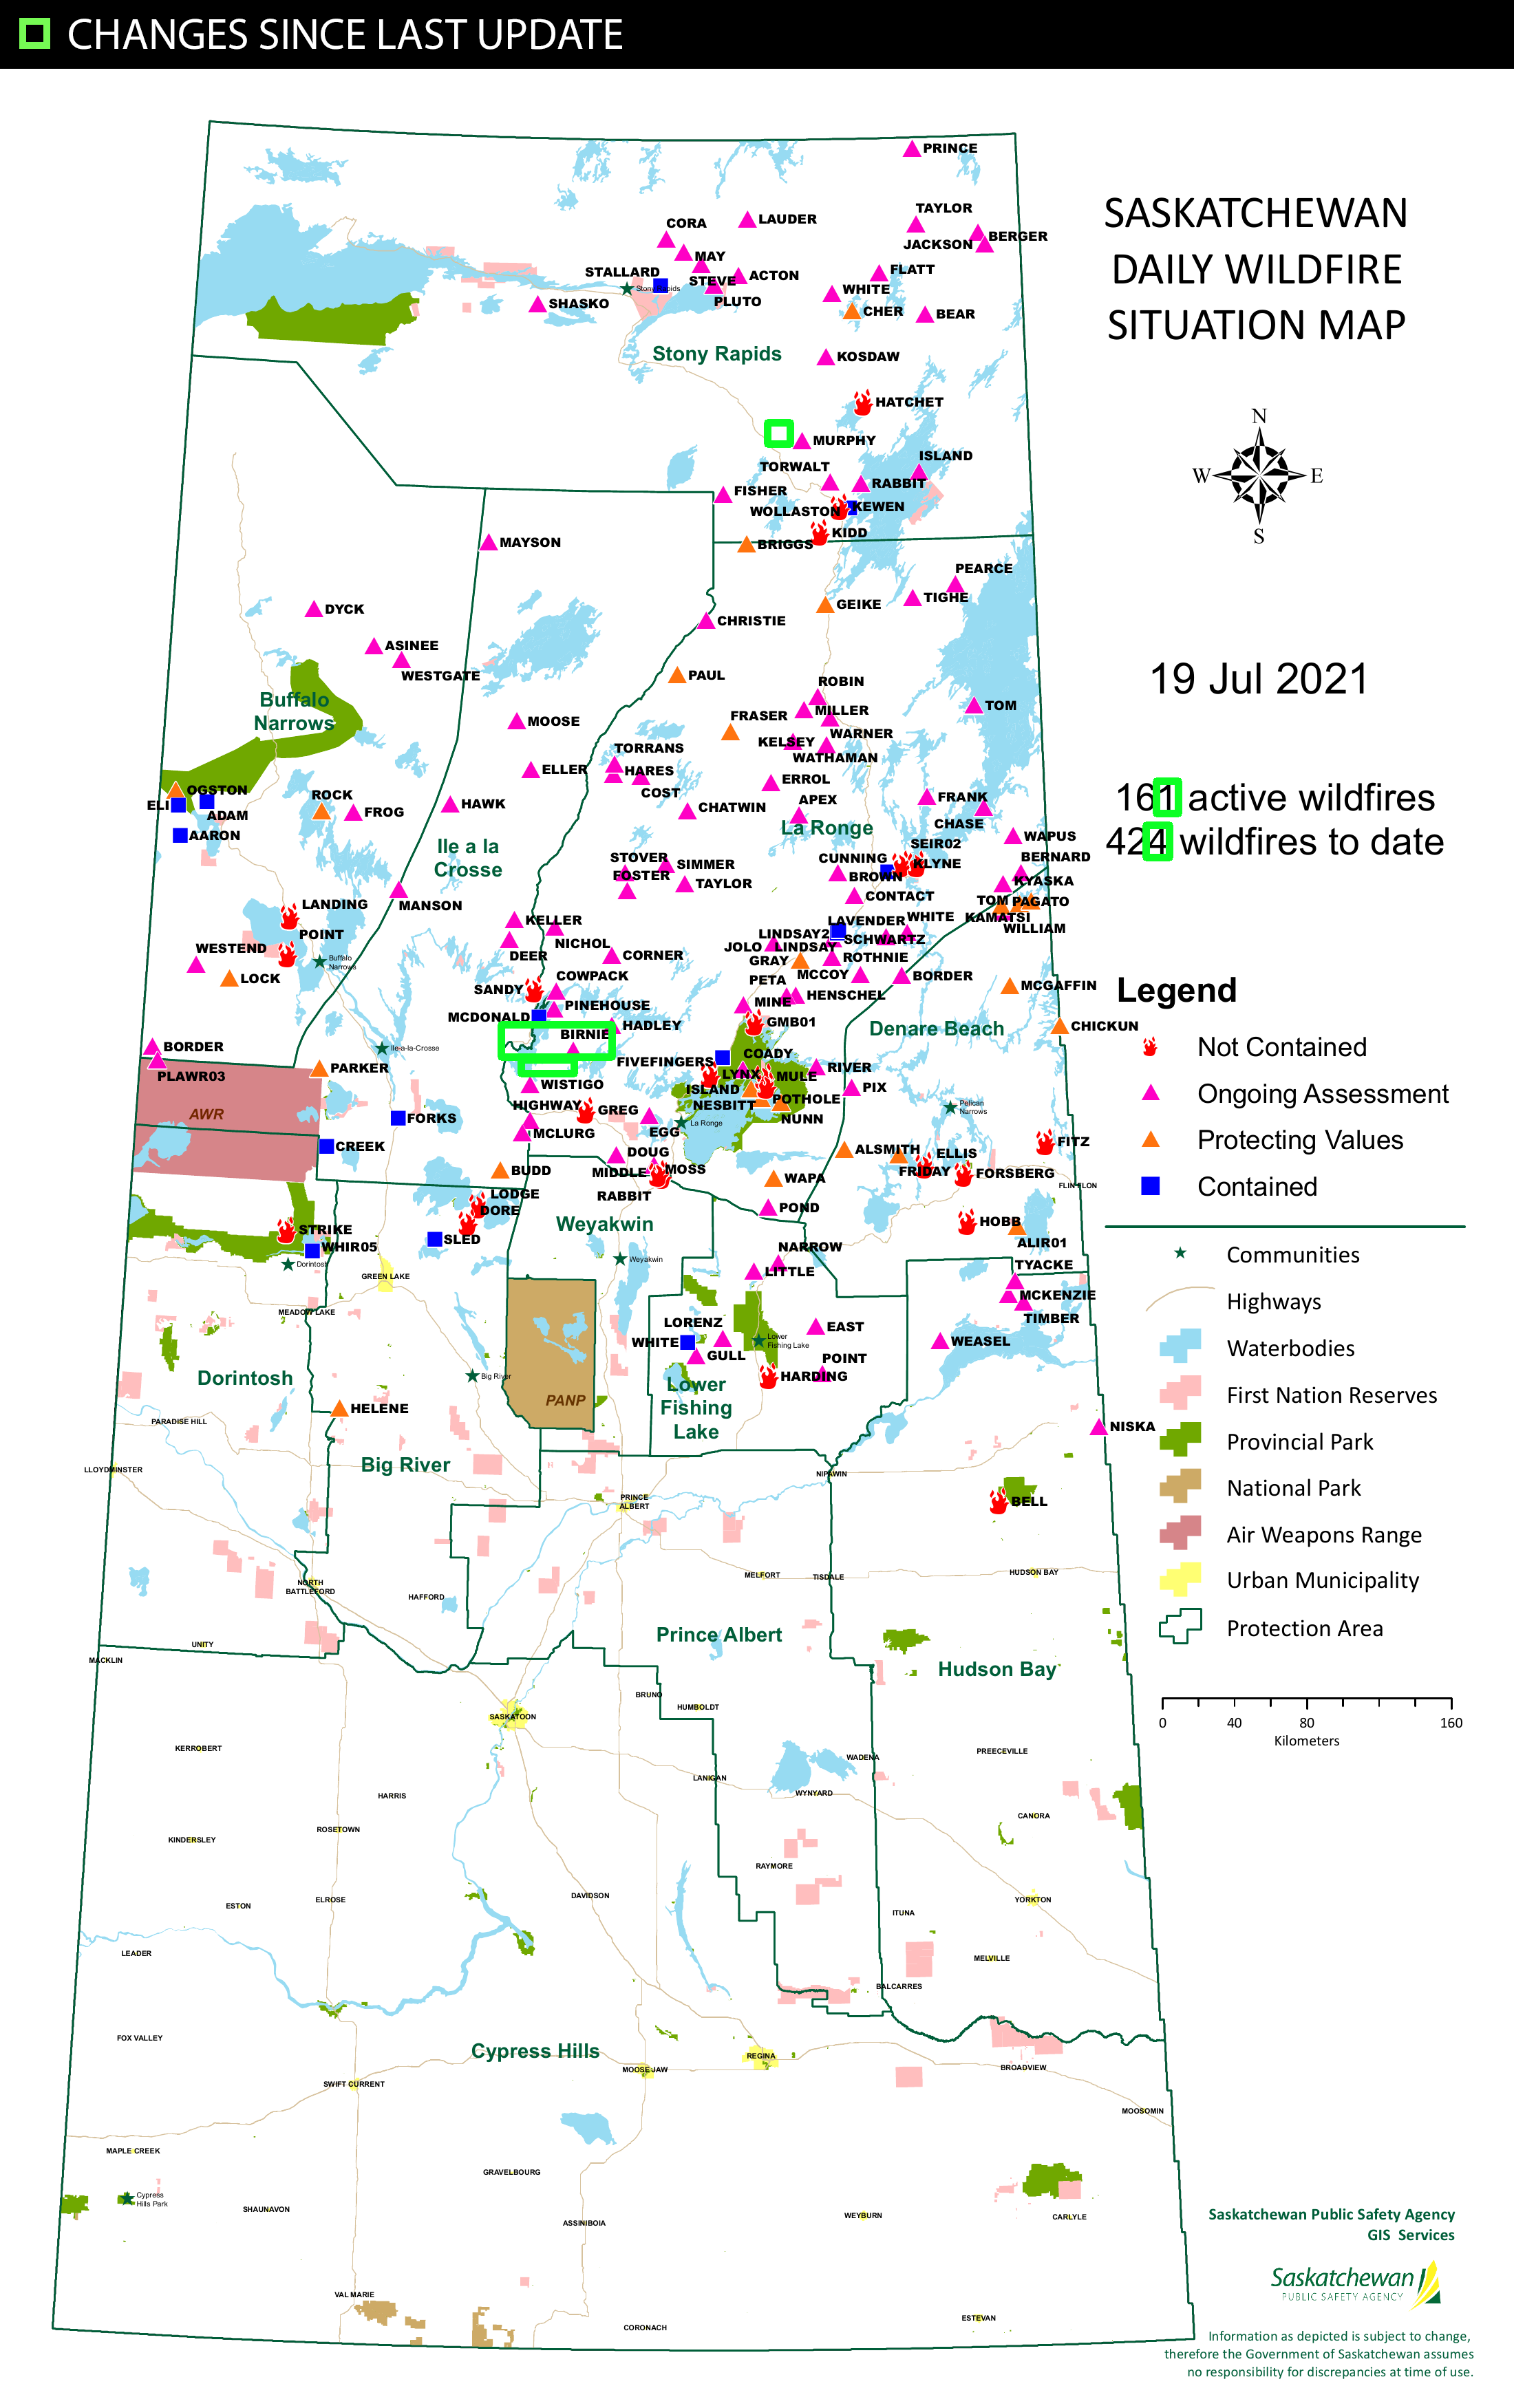 CHANGES SINCE LAST UPDATE
SASKATCHEWAN
DAILY WILDFIRE
SITUATION MAP
N
W
E
S
19 Jul 2021
161 active wildfires
424 wildfires to date
PRINCE
LAUDER
CORA
TAYLOR
BERGER
JACKSON
MAY
STALLARD
STEVE
ACTON
FLATT
Stony Rapids
PLUTO
WHITE
SHASKO
CHER
BEAR
Stony Rapids
KOSDAW
HATCHET
MURPHY
TORWALT
ISLAND
FISHER
RABBIT
WOLLASTON
KEWEN
KIDD
BRIGGS
MAYSON
PEARCE
TIGHE
GEIKE
DYCK
CHRISTIE
ASINEE
WESTGATE
PAUL
ROBIN
Buffalo
Narrows
MOOSE
FRASER
MILLER
TOM
WARNER
KELSEY
TORRANS
WATHAMAN
ELLER
HARES
COST
ERROL
OGSTON
ELI
ADAM
ROCK
FROG
HAWK
CHATWIN
APEX
FRANK
CHASE
AARON
La Ronge
WAPUS
Ile a la
Crosse
SEIR02
STOVER
SIMMER
CUNNING
KLYNE
BERNARD
FOSTER
TAYLOR
BROWN
KYASKA
CONTACT
TOM
PAGATO
MANSON
LANDING
KAMATSI
WILLIAM
KELLER
LAVENDER
WHITE
POINT
NICHOL
LINDSAY2
SCHWARTZ
WESTEND
DEER
CORNER
JOLO
LINDSAY
ROTHNIE
Buffalo
Narrows
GRAY
MCCOY
BORDER
LOCK
COWPACK
PETA
MCGAFFIN
SANDY
PINEHOUSE
MINE
HENSCHEL
MCDONALD
HADLEY
GMB01
Denare Beach
CHICKUN
BIRNIE
BORDER
Ile-a-la-Crosse
FIVEFINGERS
COADY
PLAWR03
PARKER
LYNX
MULE
RIVER
WISTIGO
ISLAND
PIX
AWR
FORKS
HIGHWAY
GREG
NESBITT
POTHOLE
NUNN
Pelican
Narrows
MCLURG
EGG
La Ronge
CREEK
FITZ
DOUG
ALSMITH
ELLIS
BUDD
MIDDLE
MOSS
WAPA
FRIDAY
FORSBERG
FLIN FLON
LODGE
RABBIT
DORE
POND
Weyakwin
HOBB
STRIKE
SLED
WHIR05
ALIR01
Dorintosh
Weyakwin
NARROW
LITTLE
TYACKE
GREEN LAKE
MCKENZIE
MEADOW LAKE
TIMBER
LORENZ
EAST
WHITE
Lower
Fishing Lake
WEASEL
GULL
POINT
Dorintosh
Big River
HARDING
Lower
Fishing
Lake
PANP
HELENE
PARADISE HILL
NISKA
LLOYDMINSTER
Big River
NIPAWIN
PRINCE
ALBERT
BELL
MELFORT
TISDALE
HUDSON BAY
NORTH
BATTLEFORD
HAFFORD
UNITY
Prince Albert
MACKLIN
Hudson Bay
BRUNO
HUMBOLDT
SASKATOON
KERROBERT
WADENA
PREECEVILLE
LANIGAN
WYNYARD
HARRIS
CANORA
ROSETOWN
KINDERSLEY
RAYMORE
DAVIDSON
ELROSE
ESTON
YORKTON
ITUNA
LEADER
MELVILLE
BALCARRES
FOX VALLEY
Cypress Hills
REGINA
MOOSE JAW
BROADVIEW
SWIFT CURRENT
MOOSOMIN
MAPLE CREEK
GRAVELBOURG
Cypress
Hills Park
SHAUNAVON
ASSINIBOIA
WEYBURN
CARLYLE
VAL MARIE
ESTEVAN
CORONACH
Legend
Not Contained
Ongoing Assessment
Protecting Values
Contained
Communities
Highways
Waterbodies
First Nation Reserves
Provincial Park
National Park
Air Weapons Range
Urban Municipality
Protection Area
0 40 80 160
Kilometers
Saskatchewan Public Safety Agency
GIS Services
Saskatchewan
PUBLIC SAFETY AGENCY
Information as depicted is subject to change,
therefore the Government of Saskatchewan assumes
no responsibility for discrepancies at time of use.